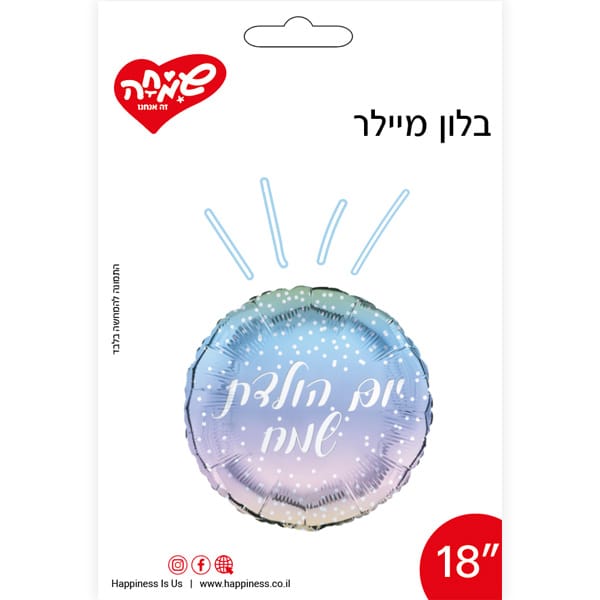 שמחה
זה אנחנו
בלון מיילר
התמונה להמחשה בלבד
יום הולדת
שמח
18”
Happiness Is Us | www.happiness.co.il